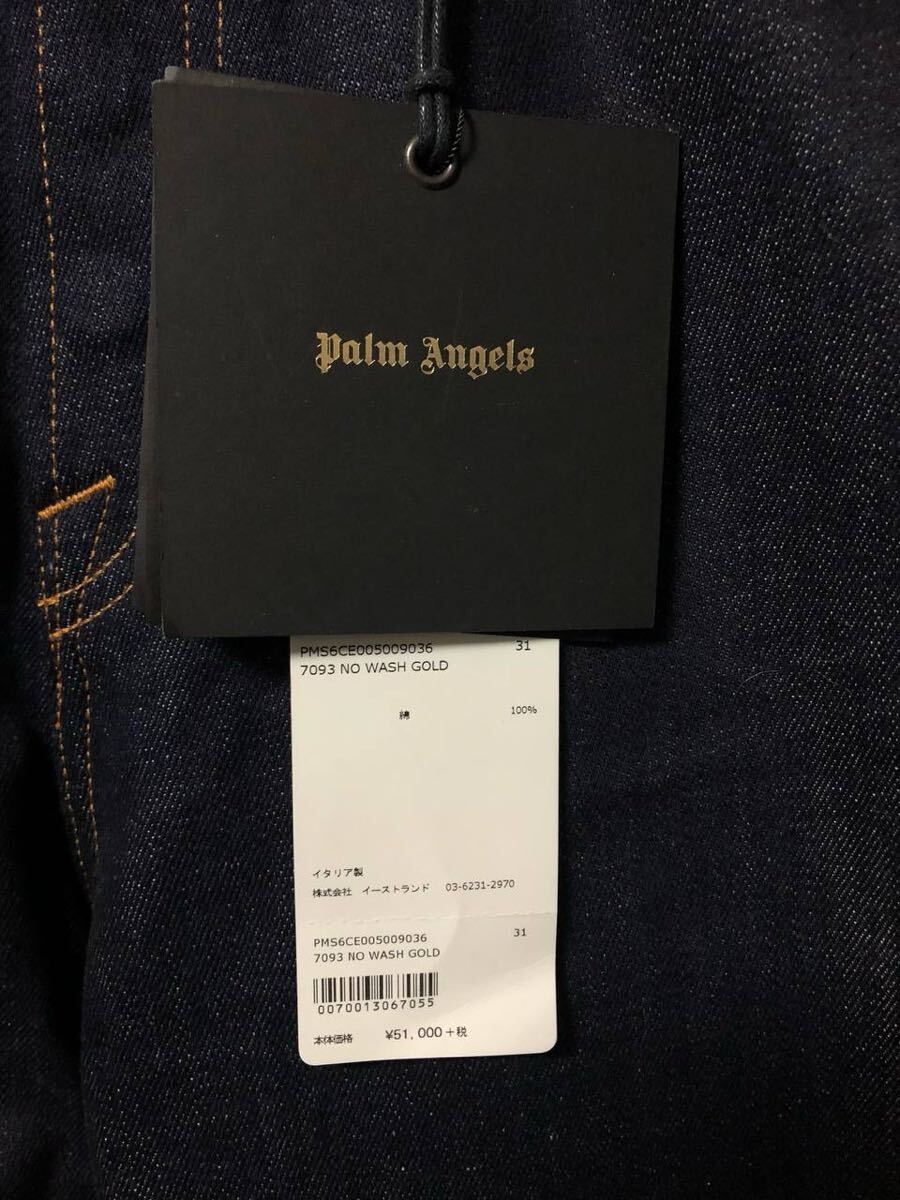 Palm Angels
PMS6CE005009036 31
7093 NO WASH GOLD
綿 100%
イタリア製
株式会社 イーストランド 03-6231-2970
PMS6CE005009036 31
7093 NO WASH GOLD
0070013067055
本体価格 ¥51,000+税